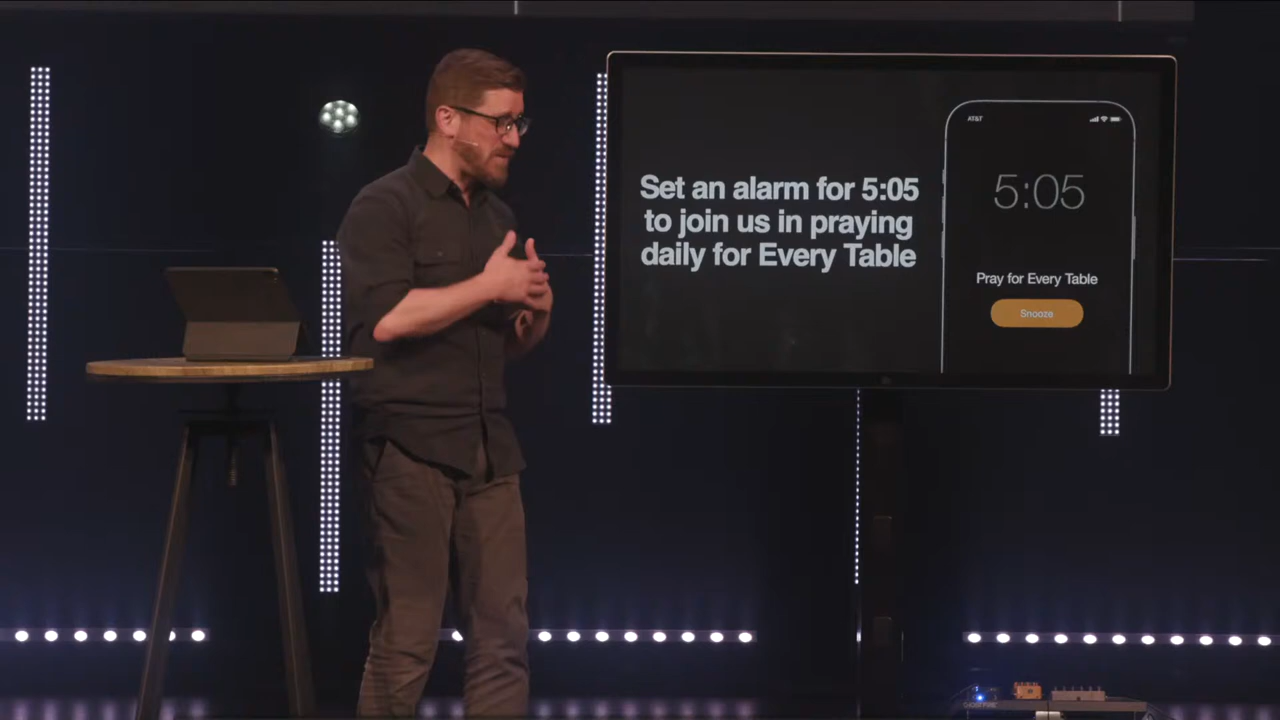 Set an alarm for 5:05
to join us in praying
daily for Every Table
AT&T
5:05
Pray for Every Table
Snooze